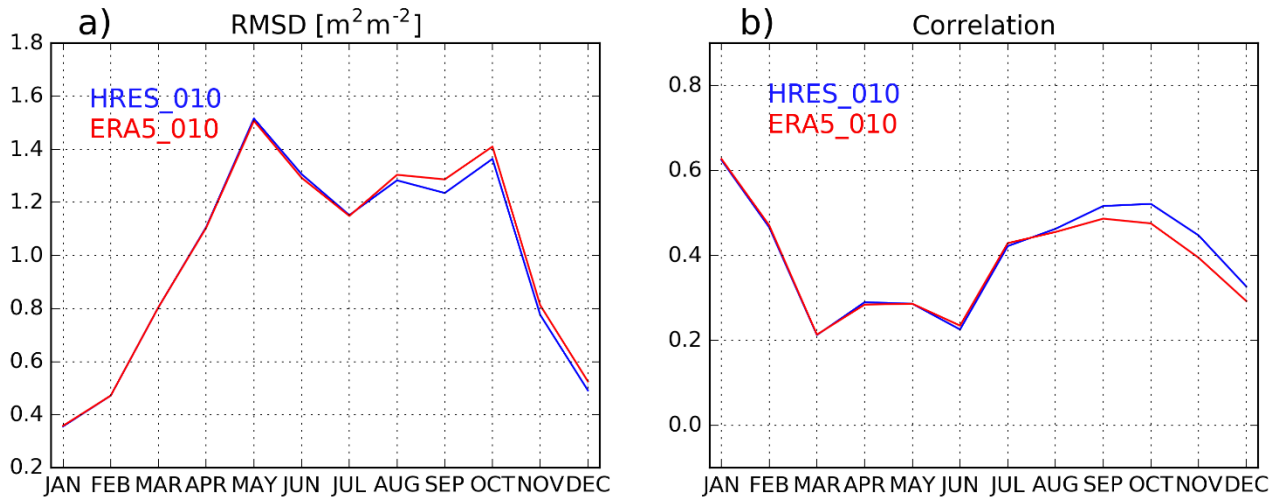 a) RMSD [m²m⁻²]
1.8
1.6
1.4
1.2
1.0
0.8
0.6
0.4
0.2
HRES_010
ERA5_010
JAN FEB MAR APR MAY JUN JUL AUG SEP OCT NOV DEC
b) Correlation
0.8
0.6
0.4
0.2
0.0
HRES_010
ERA5_010
JAN FEB MAR APR MAY JUN JUL AUG SEP OCT NOV DEC